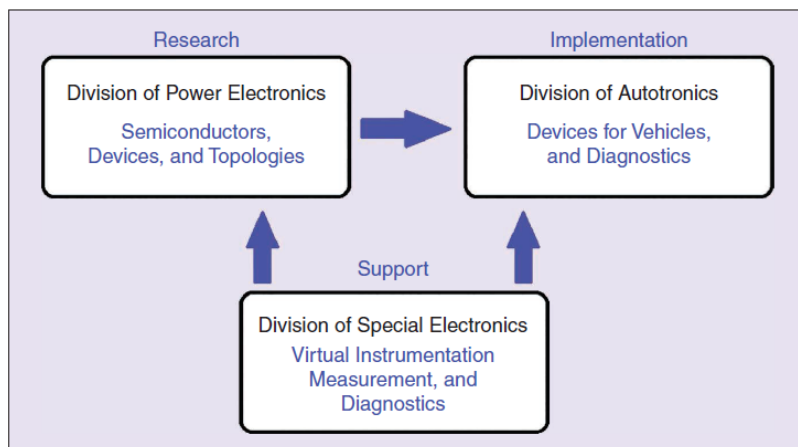 Research
Division of Power Electronics
Semiconductors,
Devices, and Topologies
Implementation
Division of Autotronics
Devices for Vehicles,
and Diagnostics
Support
Division of Special Electronics
Virtual Instrumentation
Measurement, and
Diagnostics